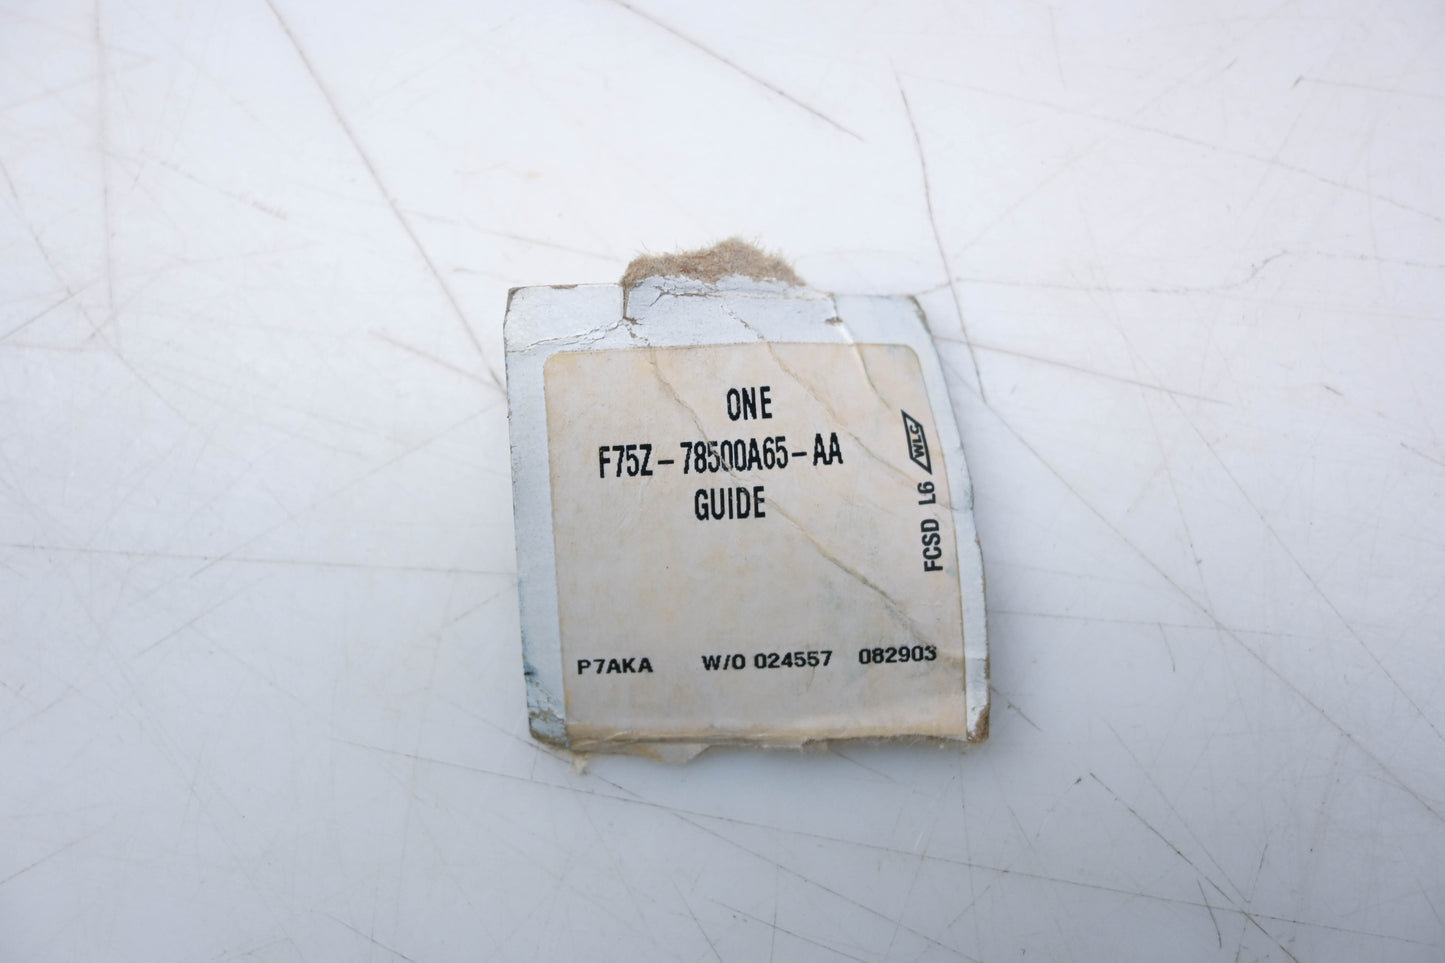 ONE
F75Z-78500A65-AA
GUIDE
FCSD L6 WLC
P7AKA W/O 024557 082903